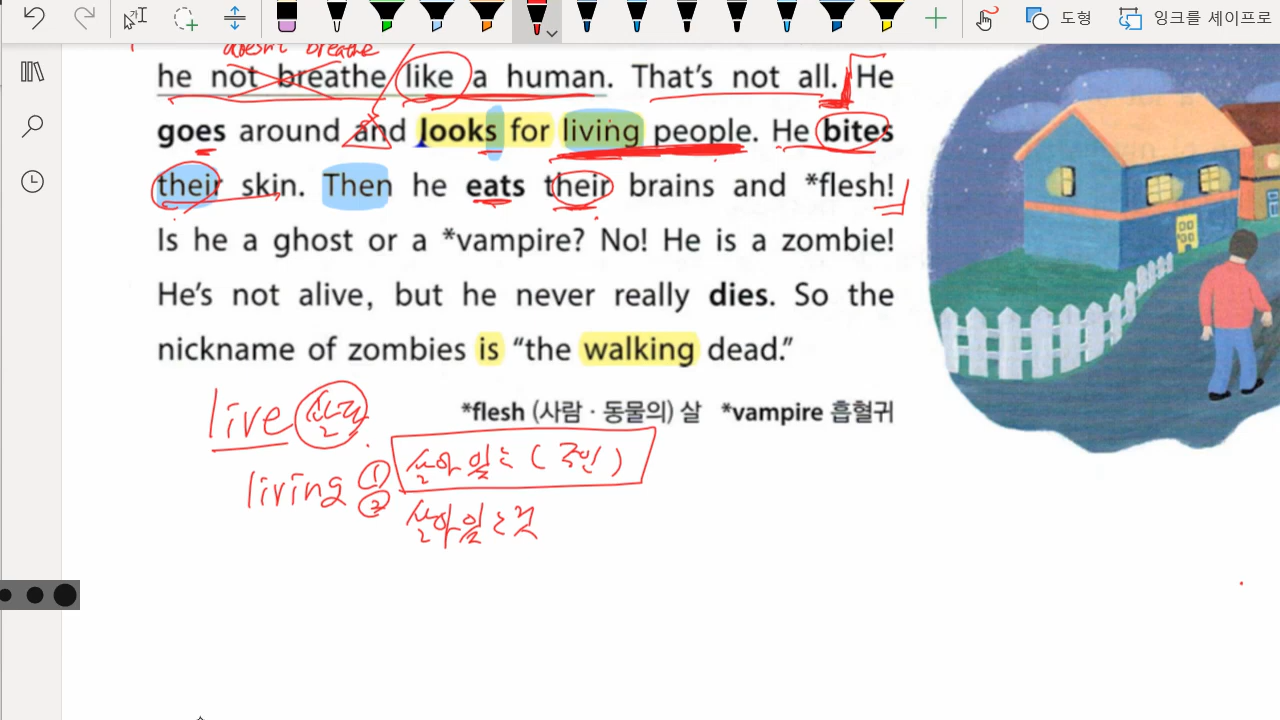 도형
잉크를 셰이프로
doesn't breathe
he not breathe like a human. That's not all. He
goes around and looks for living people. He bites
their skin. Then he eats their brains and *flesh!
Is he a ghost or a *vampire? No! He is a zombie!
He's not alive, but he never really dies. So the
nickname of zombies is “the walking dead.”
*flesh (사람 · 동물의) 살 *vampire 흡혈귀
live 살다
living ① 살아있는
② 살아있는것